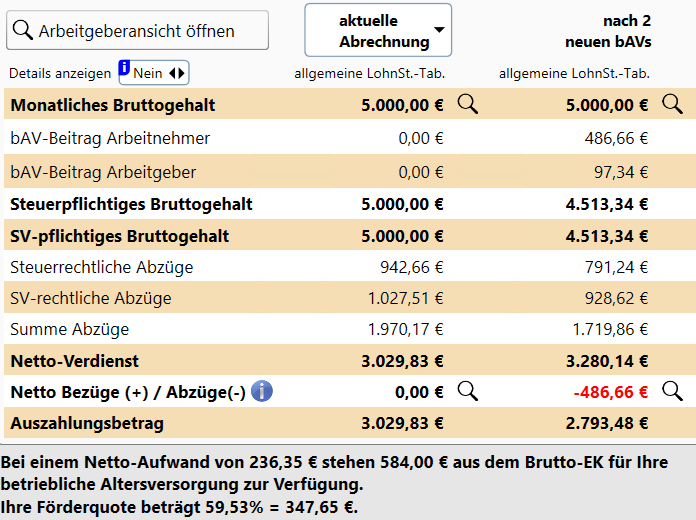 Arbeitgeberansicht öffnen
aktuelle
Abrechnung
nach 2
neuen bAVs
Details anzeigen i Nein allgemeine LohnSt.-Tab. allgemeine LohnSt.-Tab.
Monatliches Bruttogehalt 5.000,00 € 5.000,00 €
bAV-Beitrag Arbeitnehmer 0,00 € 486,66 €
bAV-Beitrag Arbeitgeber 0,00 € 97,34 €
Steuerpflichtiges Bruttogehalt 5.000,00 € 4.513,34 €
SV-pflichtiges Bruttogehalt 5.000,00 € 4.513,34 €
Steuerrechtliche Abzüge 942,66 € 791,24 €
SV-rechtliche Abzüge 1.027,51 € 928,62 €
Summe Abzüge 1.970,17 € 1.719,86 €
Netto-Verdienst 3.029,83 € 3.280,14 €
Netto Bezüge (+) / Abzüge(-) i 0,00 € -486,66 €
Auszahlungsbetrag 3.029,83 € 2.793,48 €
Bei einem Netto-Aufwand von 236,35 € stehen 584,00 € aus dem Brutto-EK für Ihre
betriebliche Altersversorgung zur Verfügung.
Ihre Förderquote beträgt 59,53% = 347,65 €.